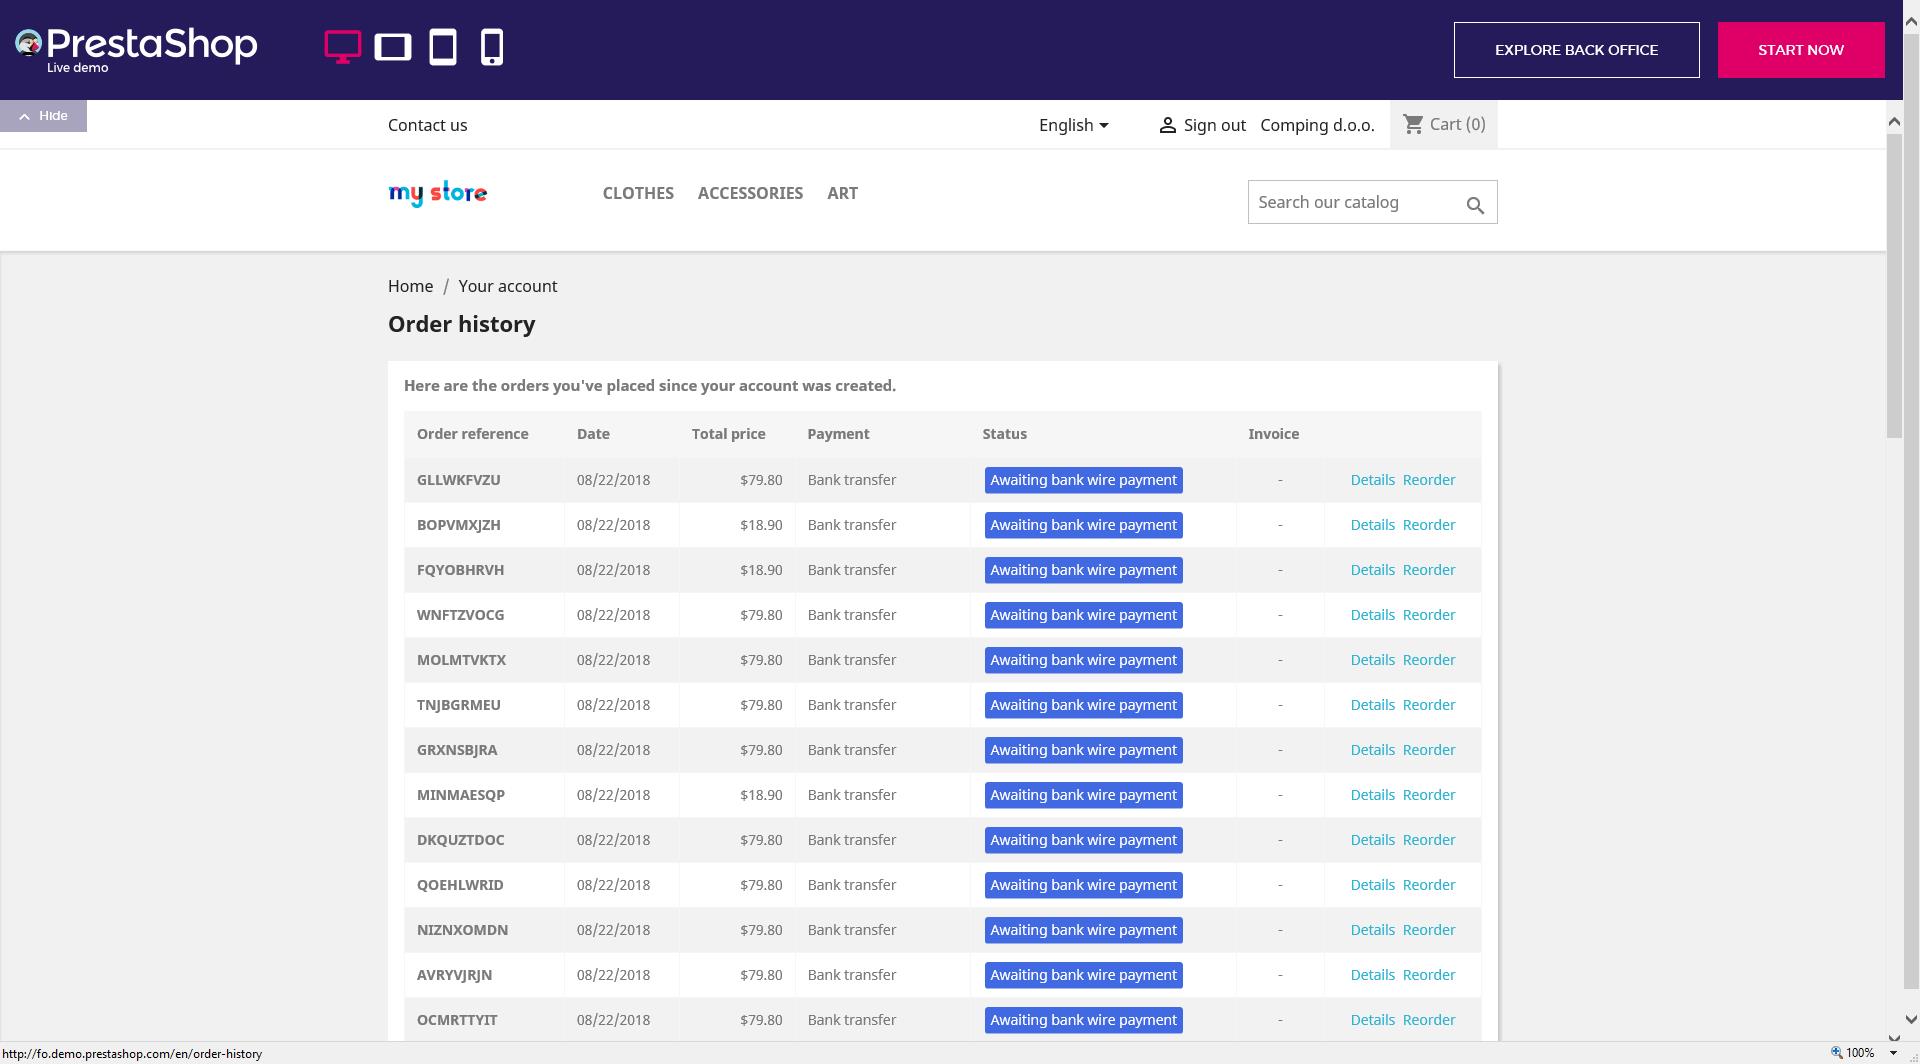 PrestaShop
Live demo
EXPLORE BACK OFFICE
START NOW
Hide
Contact us
English
Sign out
Comping d.o.o.
Cart (0)
my store
CLOTHES
ACCESSORIES
ART
Search our catalog
Home / Your account
Order history
Here are the orders you've placed since your account was created.
Order reference Date Total price Payment Status Invoice
GLLWKFVZU 08/22/2018 $79.80 Bank transfer Awaiting bank wire payment - Details Reorder
BOPVMXJZH 08/22/2018 $18.90 Bank transfer Awaiting bank wire payment - Details Reorder
FQYOBHRVH 08/22/2018 $18.90 Bank transfer Awaiting bank wire payment - Details Reorder
WNFTZVOCG 08/22/2018 $79.80 Bank transfer Awaiting bank wire payment - Details Reorder
MOLMTVKTX 08/22/2018 $79.80 Bank transfer Awaiting bank wire payment - Details Reorder
TNJBGRMEU 08/22/2018 $79.80 Bank transfer Awaiting bank wire payment - Details Reorder
GRXNSBJRA 08/22/2018 $79.80 Bank transfer Awaiting bank wire payment - Details Reorder
MINMAESQP 08/22/2018 $18.90 Bank transfer Awaiting bank wire payment - Details Reorder
DKQUZTDOC 08/22/2018 $79.80 Bank transfer Awaiting bank wire payment - Details Reorder
QOEHLWRID 08/22/2018 $79.80 Bank transfer Awaiting bank wire payment - Details Reorder
NIZNXOMDN 08/22/2018 $79.80 Bank transfer Awaiting bank wire payment - Details Reorder
AVRYVJRJN 08/22/2018 $79.80 Bank transfer Awaiting bank wire payment - Details Reorder
OCMRTTYIT 08/22/2018 $79.80 Bank transfer Awaiting bank wire payment - Details Reorder
http://fo.demo.prestashop.com/en/order-history
100%